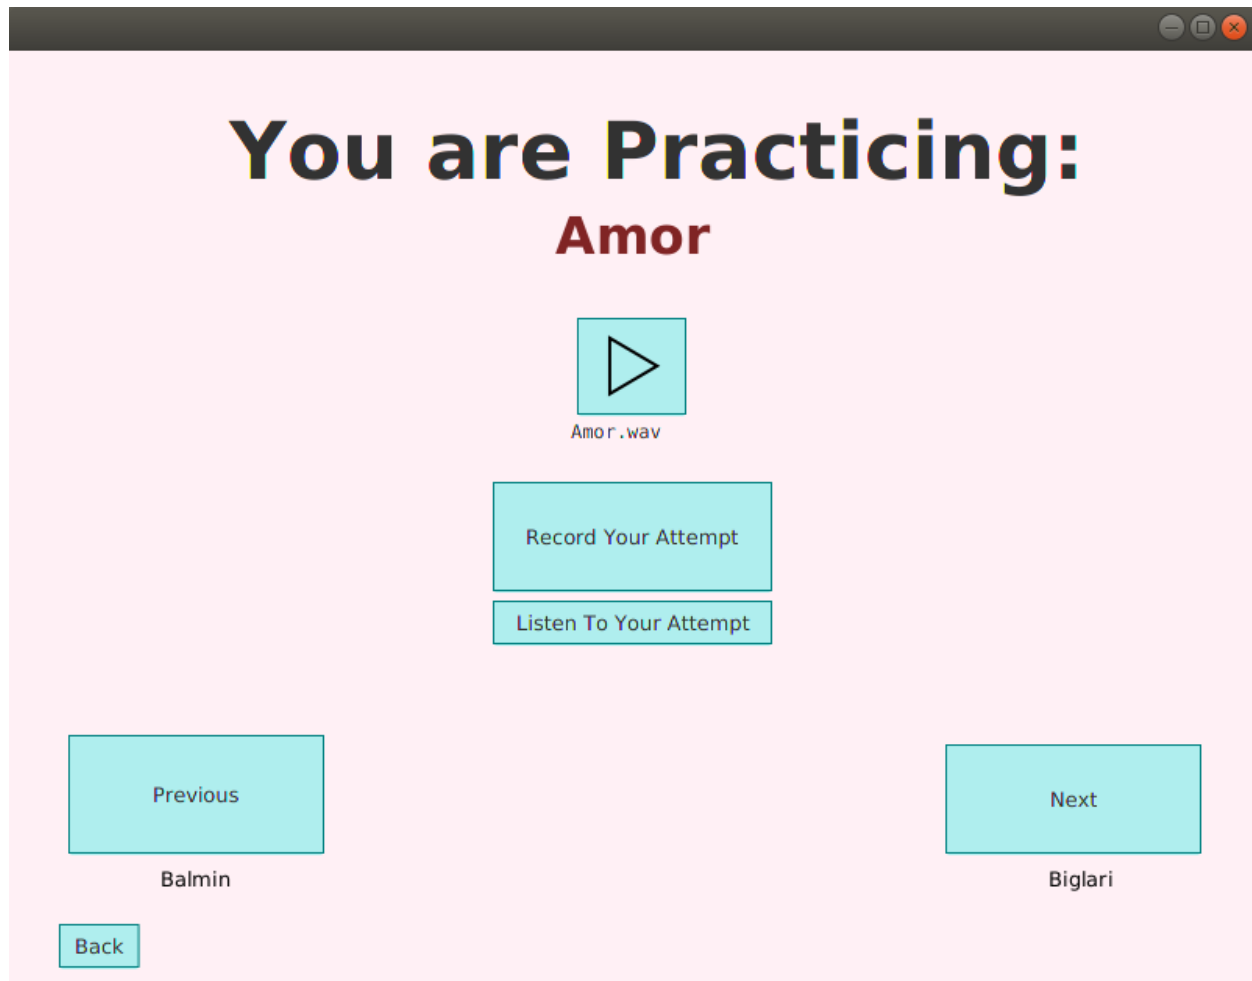 You are Practicing:
Amor
Amor.wav
Record Your Attempt
Listen To Your Attempt
Previous
Next
Balmin
Biglari
Back